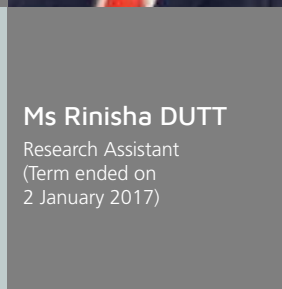 Ms Rinisha DUTT
Research Assistant
(Term ended on
2 January 2017)